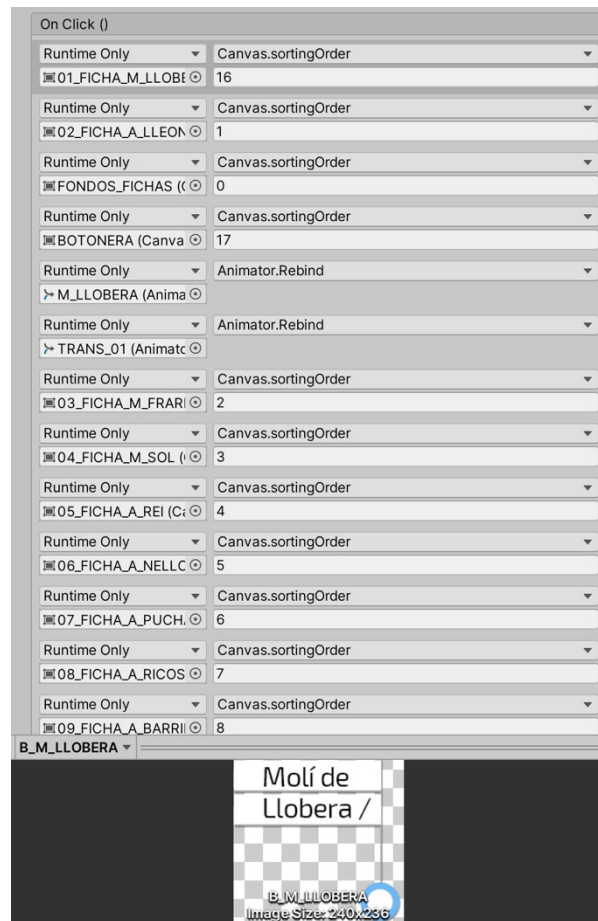 On Click ()
Runtime Only Canvas.sortingOrder
01_FICHA_M_LLOBE 16
Runtime Only Canvas.sortingOrder
02_FICHA_A_LLEON 1
Runtime Only Canvas.sortingOrder
FONDOS_FICHAS (C 0
Runtime Only Canvas.sortingOrder
BOTONERA (Canva 17
Runtime Only Animator.Rebind
M_LLOBERA (Anima
Runtime Only Animator.Rebind
TRANS_01 (Animato
Runtime Only Canvas.sortingOrder
03_FICHA_M_FRARI 2
Runtime Only Canvas.sortingOrder
04_FICHA_M_SOL ( 3
Runtime Only Canvas.sortingOrder
05_FICHA_A_REI (Ca 4
Runtime Only Canvas.sortingOrder
06_FICHA_A_NELLO 5
Runtime Only Canvas.sortingOrder
07_FICHA_A_PUCH. 6
Runtime Only Canvas.sortingOrder
08_FICHA_A_RICOS 7
Runtime Only Canvas.sortingOrder
09_FICHA_A_BARRI 8
B_M_LLOBERA
Molí de
Llobera /
B_M_LLOBERA
Image Size: 240x236